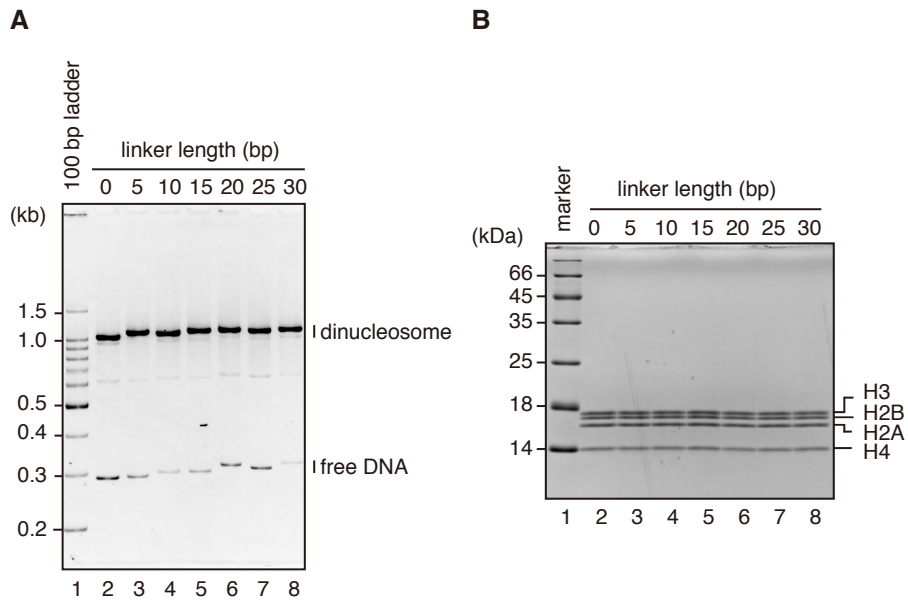 A
100 bp ladder
linker length (bp)
0 5 10 15 20 25 30
(kb)
1.5
1.0
0.5
0.4
0.3
0.2
dinucleosome
free DNA
1 2 3 4 5 6 7 8
B
marker
linker length (bp)
0 5 10 15 20 25 30
(kDa)
66
45
35
25
18
14
H3
H2B
H2A
H4
1 2 3 4 5 6 7 8